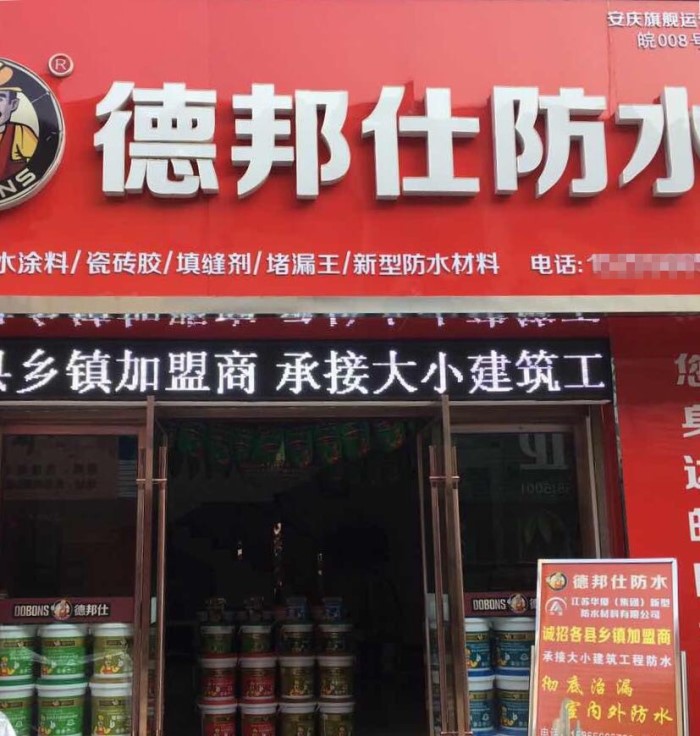 安庆旗舰运
皖008号
®
NS
德邦仕防水
水涂料/瓷砖胶/填缝剂/堵漏王/新型防水材料 电话:1
县乡镇加盟商 承接大小建筑工
您
身
DOBONS 德邦仕
DOBONS 德邦仕
德邦仕防水
江苏华厦（集团）新型
防水材料有限公司
诚招各县乡镇加盟商
承接大小建筑工程防水
彻底治漏
室内外防水